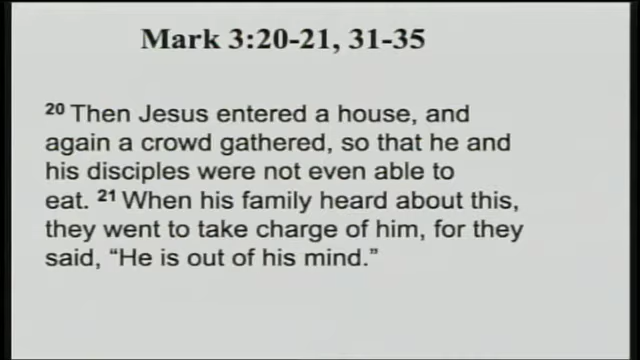 Mark 3:20-21, 31-35
20 Then Jesus entered a house, and
again a crowd gathered, so that he and
his disciples were not even able to
eat. 21 When his family heard about this,
they went to take charge of him, for they
said, “He is out of his mind.”